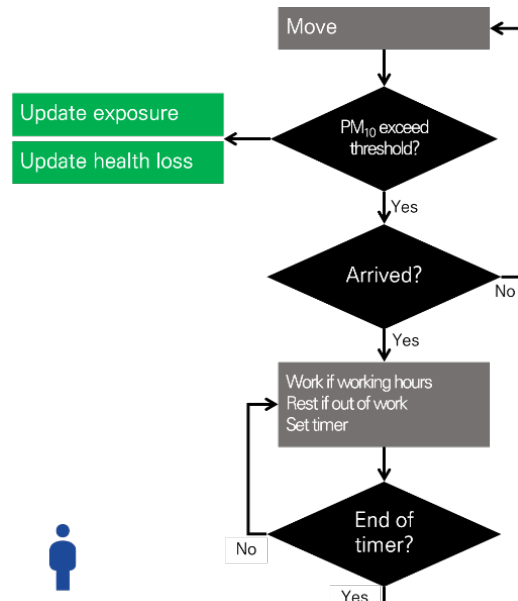 Move
PM₁₀ exceed
threshold?
Update exposure
Update health loss
Yes
Arrived?
No
Yes
Work if working hours
Rest if out of work
Set timer
End of
timer?
No
Yes